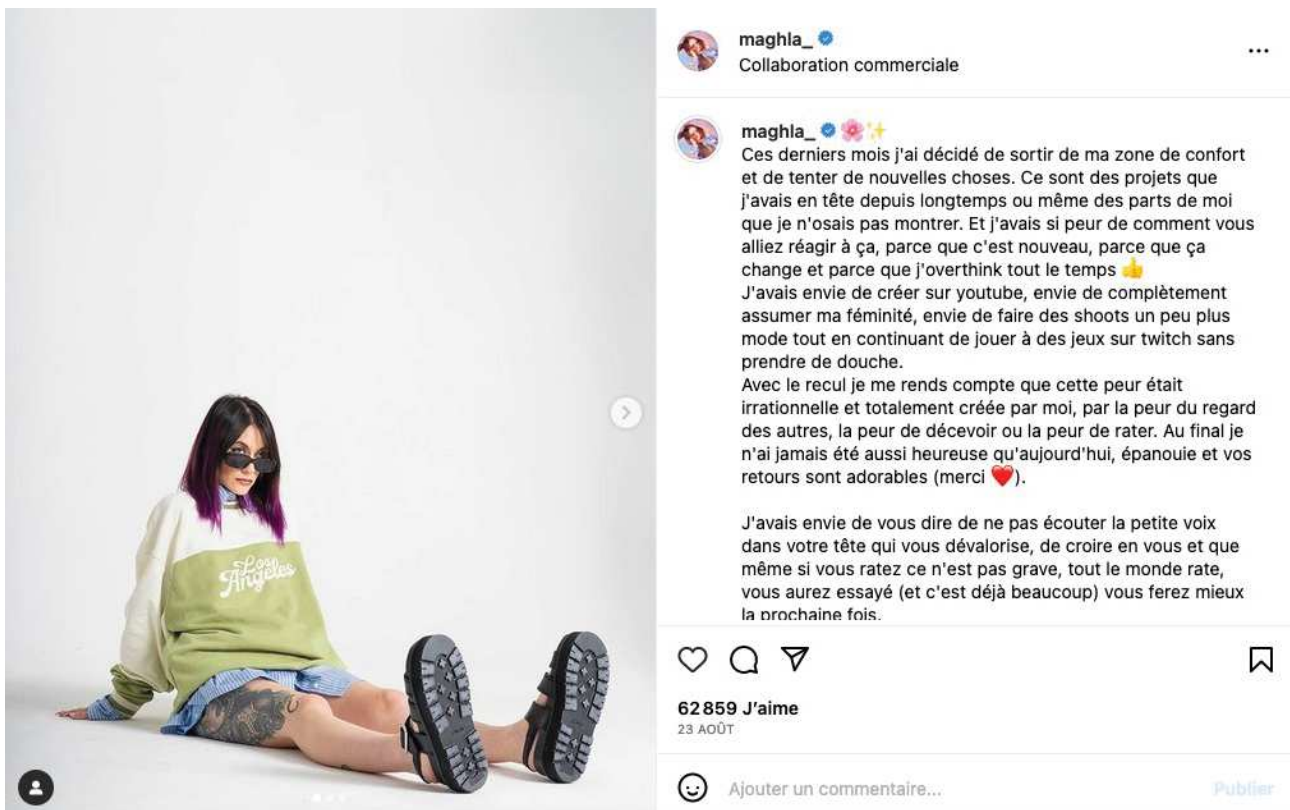 maghla_
Collaboration commerciale
maghla_ 🌸✨
Ces derniers mois j'ai décidé de sortir de ma zone de confort
et de tenter de nouvelles choses. Ce sont des projets que
j'avais en tête depuis longtemps ou même des parts de moi
que je n'osais pas montrer. Et j'avais si peur de comment vous
alliez réagir à ça, parce que c'est nouveau, parce que ça
change et parce que j'overthink tout le temps 👍
J'avais envie de créer sur youtube, envie de complètement
assumer ma féminité, envie de faire des shoots un peu plus
mode tout en continuant de jouer à des jeux sur twitch sans
prendre de douche.
Avec le recul je me rends compte que cette peur était
irrationnelle et totalement créée par moi, par la peur du regard
des autres, la peur de décevoir ou la peur de rater. Au final je
n'ai jamais été aussi heureuse qu'aujourd'hui, épanouie et vos
retours sont adorables (merci ❤️).
J'avais envie de vous dire de ne pas écouter la petite voix
dans votre tête qui vous dévalorise, de croire en vous et que
même si vous ratez ce n'est pas grave, tout le monde rate,
vous aurez essayé (et c'est déjà beaucoup) vous ferez mieux
la prochaine fois.
62 859 J'aime
23 AOÛT
Ajouter un commentaire...
Publier
Los
Angeles